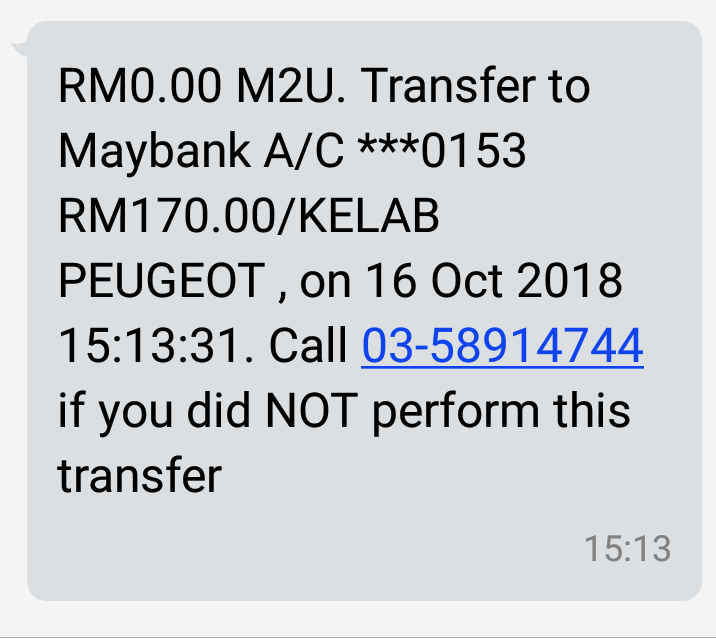 RM0.00 M2U. Transfer to
Maybank A/C ***0153
RM170.00/KELAB
PEUGEOT , on 16 Oct 2018
15:13:31. Call 03-58914744
if you did NOT perform this
transfer
15:13